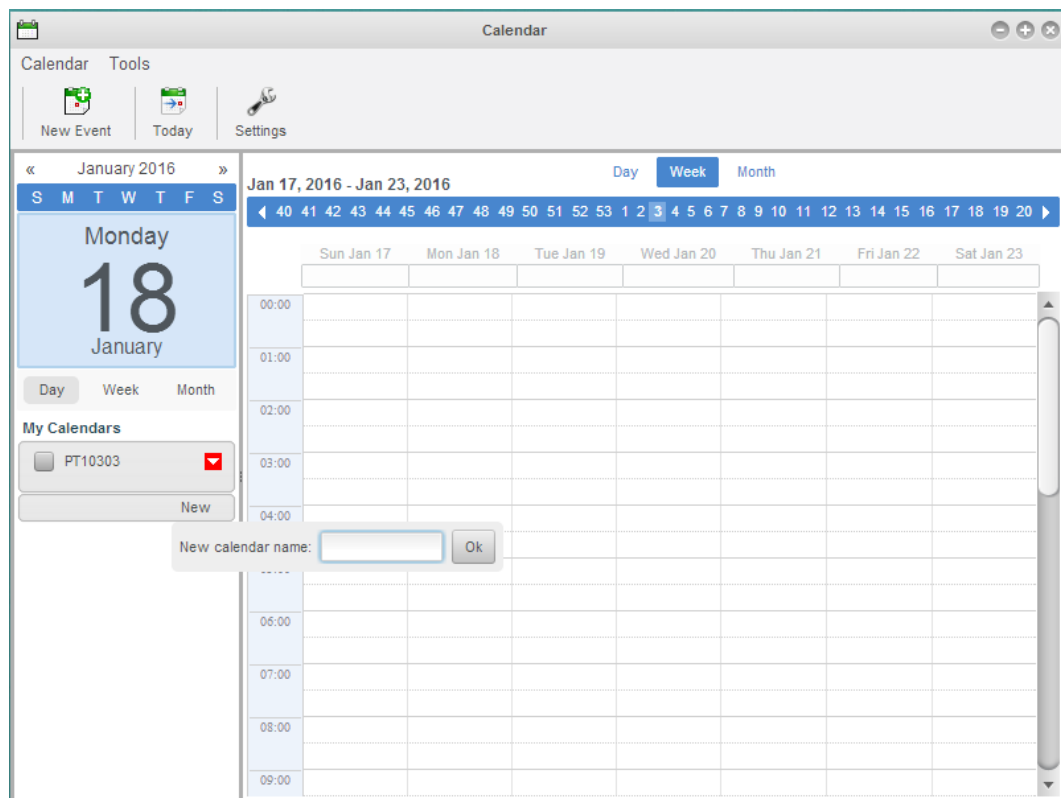 Calendar
Calendar Tools
New Event Today Settings
« January 2016 »
S M T W T F S
Monday
18
January
Day Week Month
My Calendars
PT10303
New
New calendar name: Ok
Day Week Month
Jan 17, 2016 - Jan 23, 2016
40 41 42 43 44 45 46 47 48 49 50 51 52 53 1 2 3 4 5 6 7 8 9 10 11 12 13 14 15 16 17 18 19 20
Sun Jan 17 Mon Jan 18 Tue Jan 19 Wed Jan 20 Thu Jan 21 Fri Jan 22 Sat Jan 23
00:00
01:00
02:00
03:00
04:00
06:00
07:00
08:00
09:00